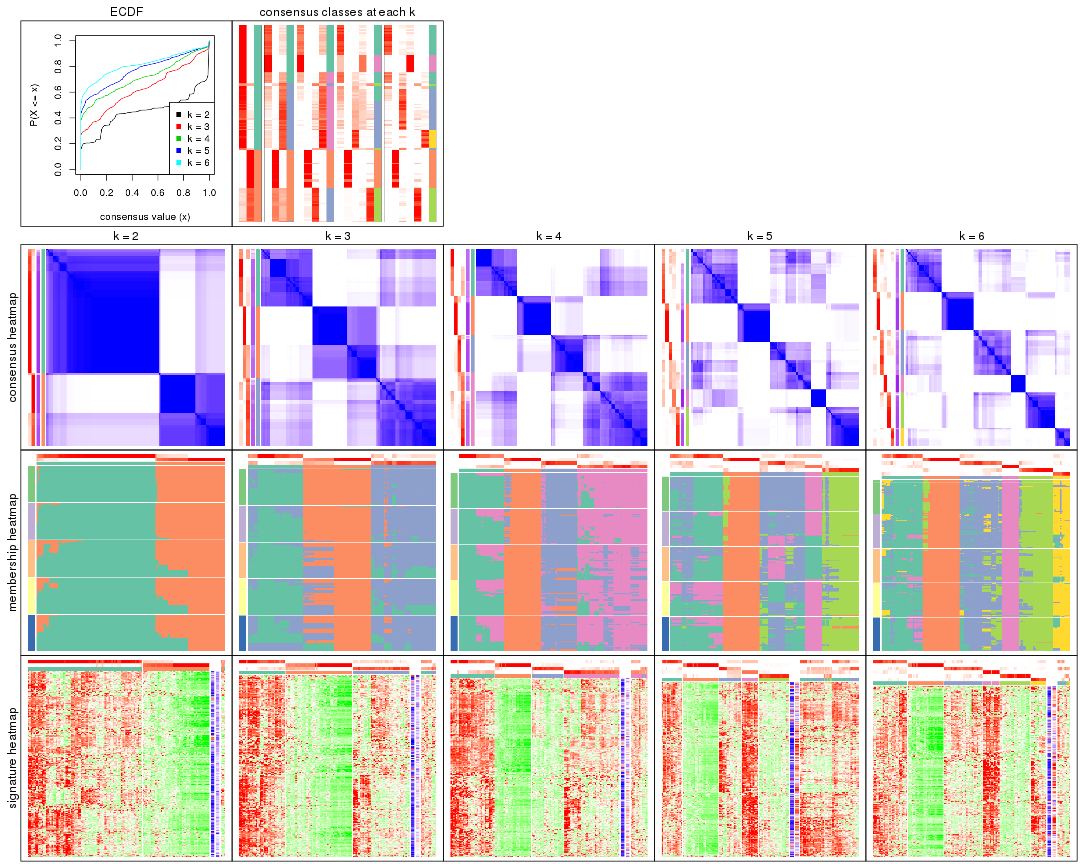 ECDF
consensus classes at each k
P(X <= x)
1.0
0.8
0.6
0.4
0.2
0.0
k = 2
k = 3
k = 4
k = 5
k = 6
0.0 0.2 0.4 0.6 0.8 1.0
consensus value (x)
k = 2
k = 3
k = 4
k = 5
k = 6
consensus heatmap
membership heatmap
signature heatmap